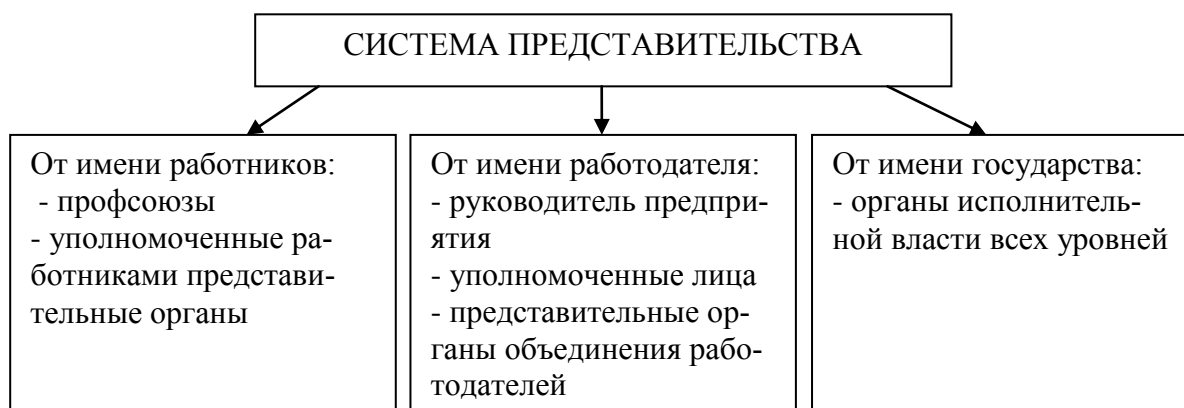 СИСТЕМА ПРЕДСТАВИТЕЛЬСТВА
От имени работников:
- профсоюзы
- уполномоченные ра-
ботниками представи-
тельные органы
От имени работодателя:
- руководитель предпри-
ятия
- уполномоченные лица
- представительные ор-
ганы объединения рабо-
тодателей
От имени государства:
- органы исполнитель-
ной власти всех уровней